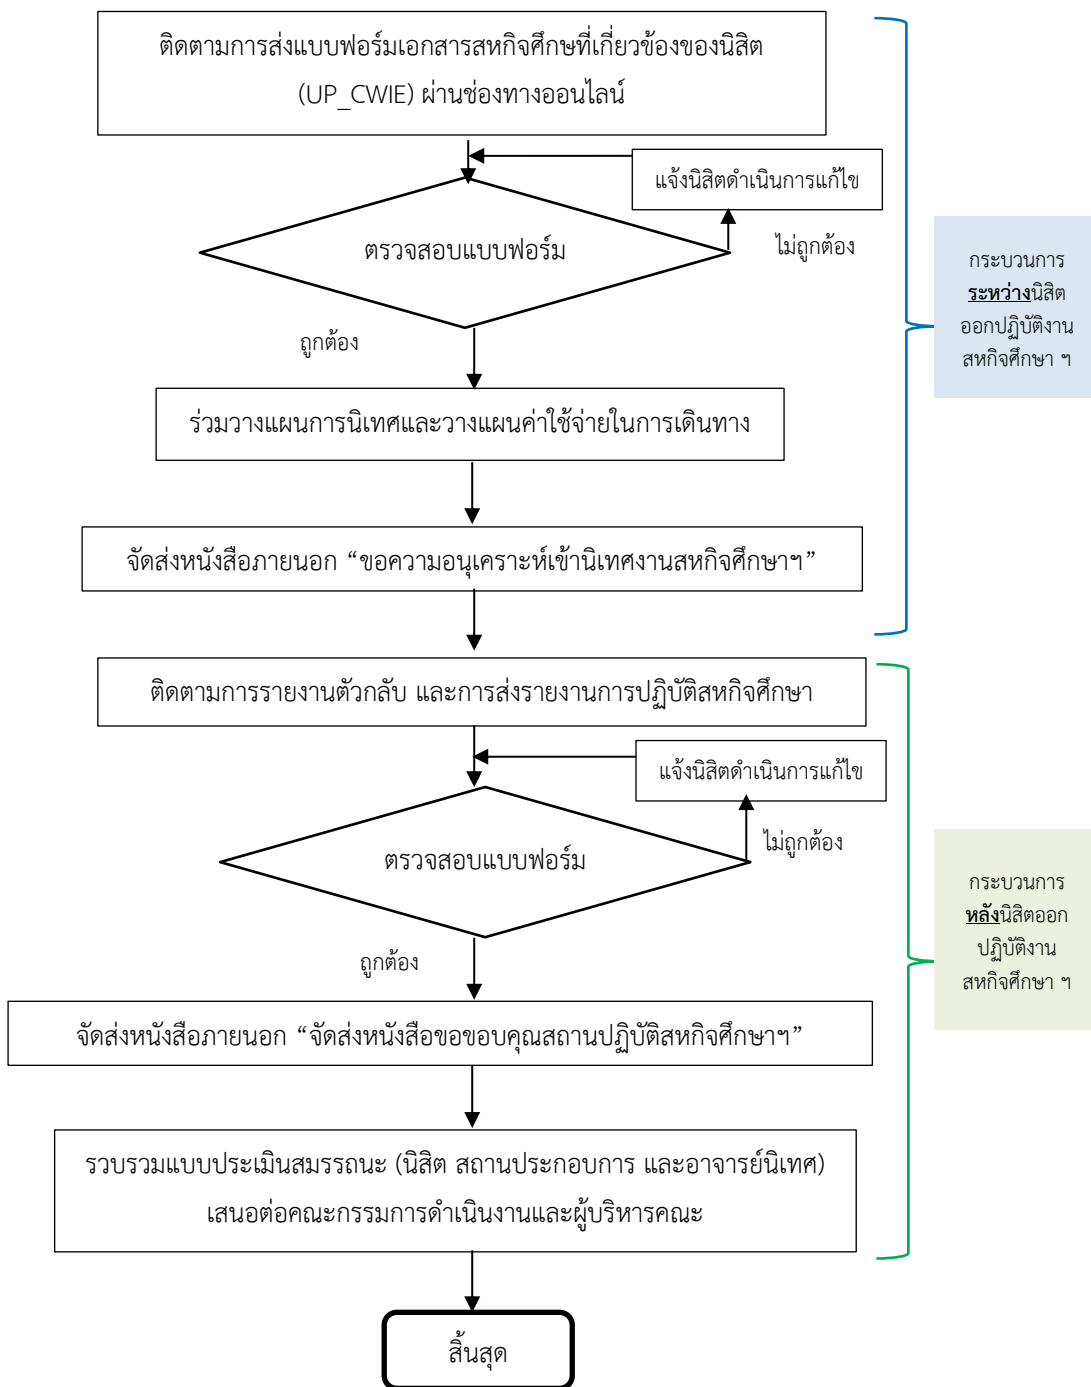 ติดตามการส่งแบบฟอร์มเอกสารสหกิจศึกษที่เกี่ยวข้องของนิสิต
(UP_CWIE) ผ่านช่องทางออนไลน์
แจ้งนิสิตดำเนินการแก้ไข
ตรวจสอบแบบฟอร์ม
ไม่ถูกต้อง
ถูกต้อง
ร่วมวางแผนการนิเทศและวางแผนค่าใช้จ่ายในการเดินทาง
จัดส่งหนังสือภายนอก “ขอความอนุเคราะห์เข้านิเทศงานสหกิจศึกษาฯ”
กระบวนการ
ระหว่างนิสิต
ออกปฏิบัติงาน
สหกิจศึกษา ฯ
ติดตามการรายงานตัวกลับ และการส่งรายงานการปฏิบัติสหกิจศึกษา
แจ้งนิสิตดำเนินการแก้ไข
ตรวจสอบแบบฟอร์ม
ไม่ถูกต้อง
ถูกต้อง
จัดส่งหนังสือภายนอก “จัดส่งหนังสือขอขอบคุณสถานปฏิบัติสหกิจศึกษาฯ”
รวบรวมแบบประเมินสมรรถนะ (นิสิต สถานประกอบการ และอาจารย์นิเทศ)
เสนอต่อคณะกรรมการดำเนินงานและผู้บริหารคณะ
กระบวนการ
หลังนิสิตออก
ปฏิบัติงาน
สหกิจศึกษา ฯ
สิ้นสุด